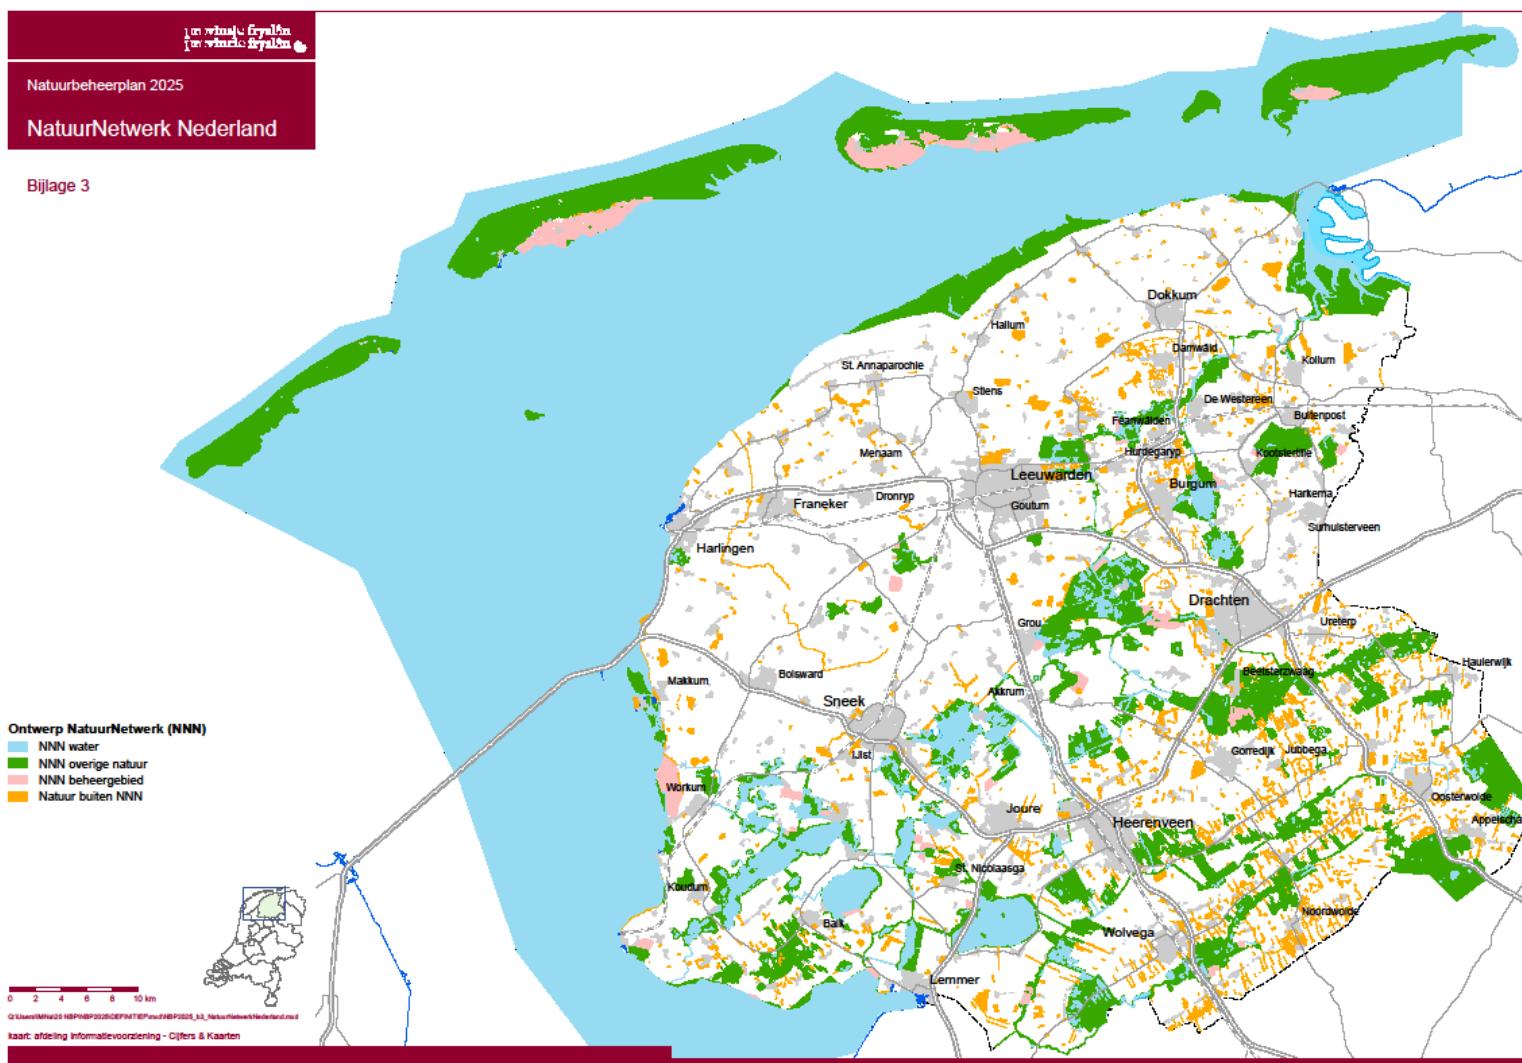 provinsje fryslân
provincie fryslân
Natuurbeheerplan 2025
NatuurNetwerk Nederland
Bijlage 3
Dokkum
Hallum
Damwâld
Kollum
St. Annaparochie
Stiens
De Westereen
Buitenpost
Feanwâlden
Menaam
Hurdegaryp
Kootstertille
Leeuwarden
Burgum
Dronryp
Harkema
Franeker
Goutum
Surhuisterveen
Harlingen
Drachten
Grou
Ureterp
Haulerwijk
Beetsterzwaag
Bolsward
Makkum
Akkrum
Sneek
Gorredijk
Jubbega
IJlst
Workum
Oosterwolde
Joure
Heerenveen
Appelscha
St. Nicolaasga
Koudum
Noordwolde
Balk
Wolvega
Lemmer
Ontwerp NatuurNetwerk (NNN)
NNN water
NNN overige natuur
NNN beheergebied
Natuur buiten NNN
0 2 4 6 8 10 km
kaart: afdeling Informatievoorziening - Cijfers & Kaarten